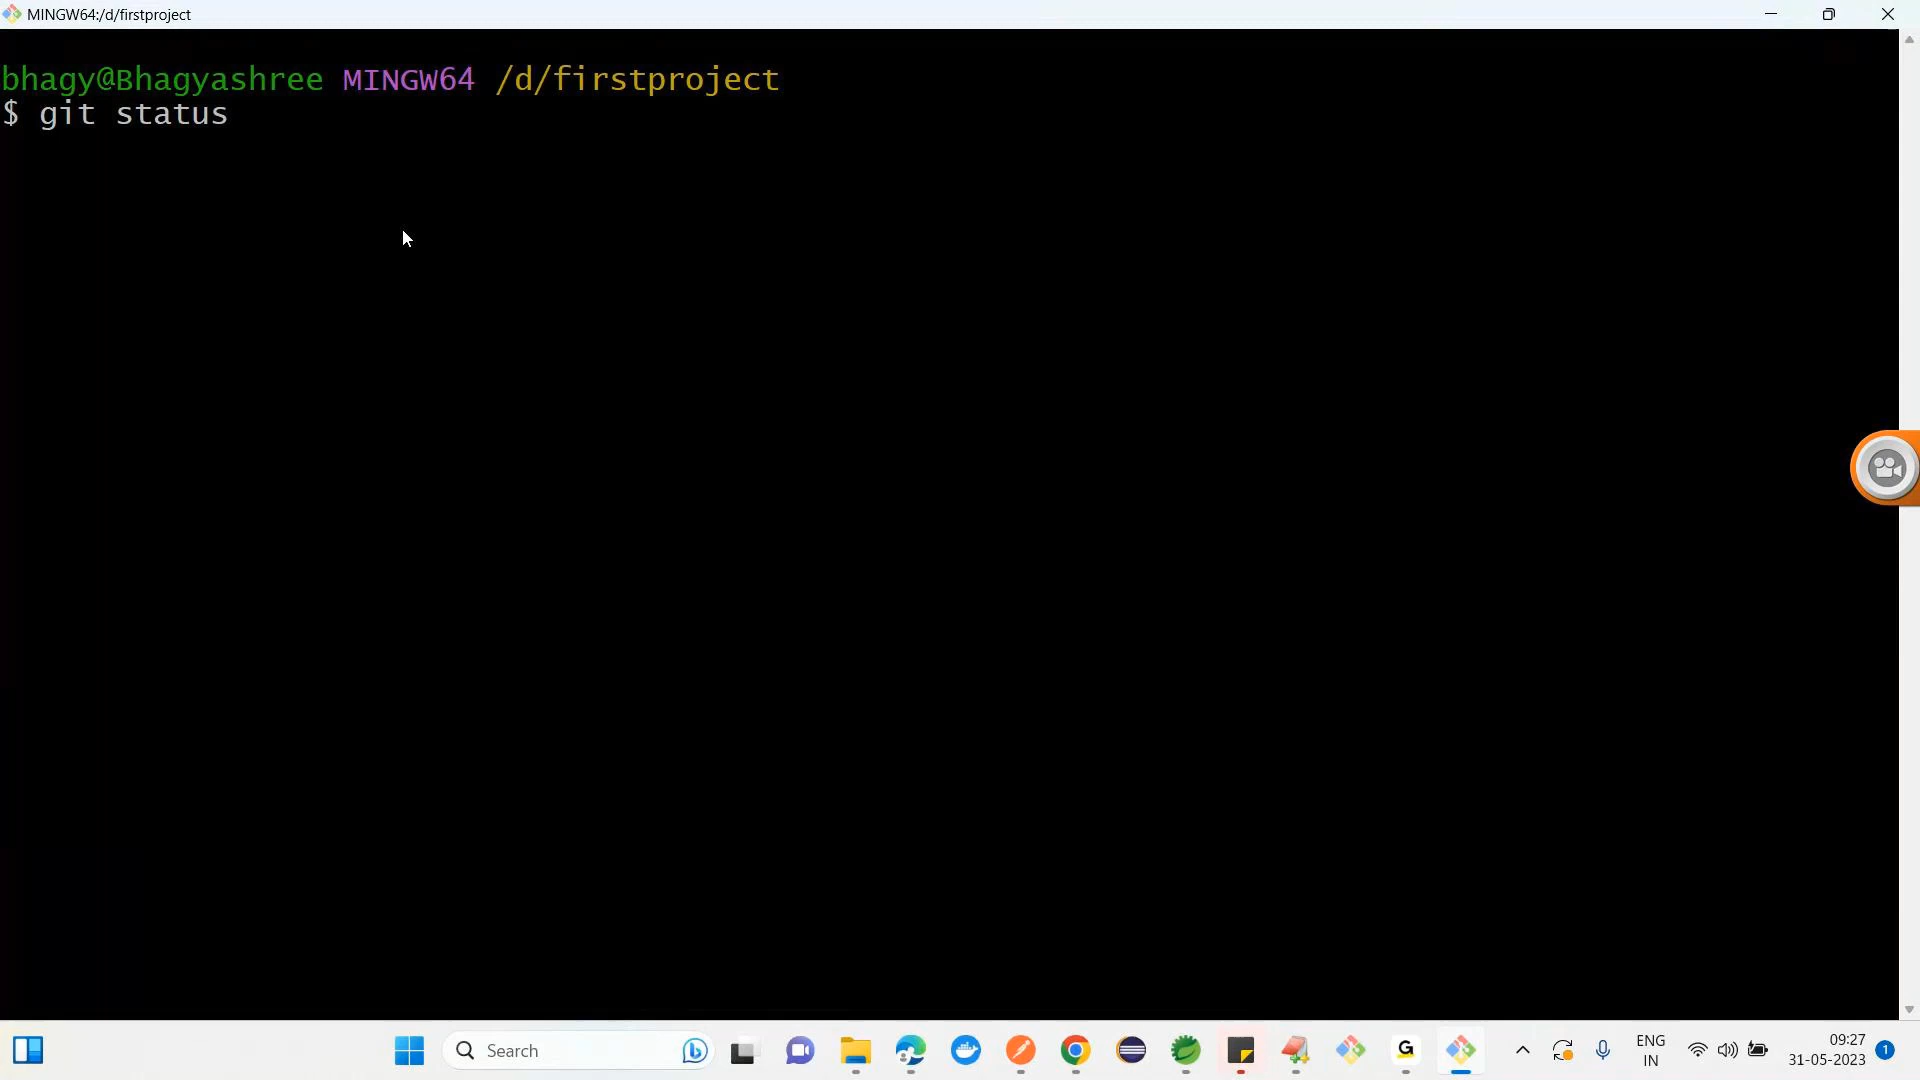 MINGW64:/d/firstproject
bhagy@Bhagyashree MINGW64 /d/firstproject
$ git status
Search
ENG
IN
09:27
31-05-2023
1
G